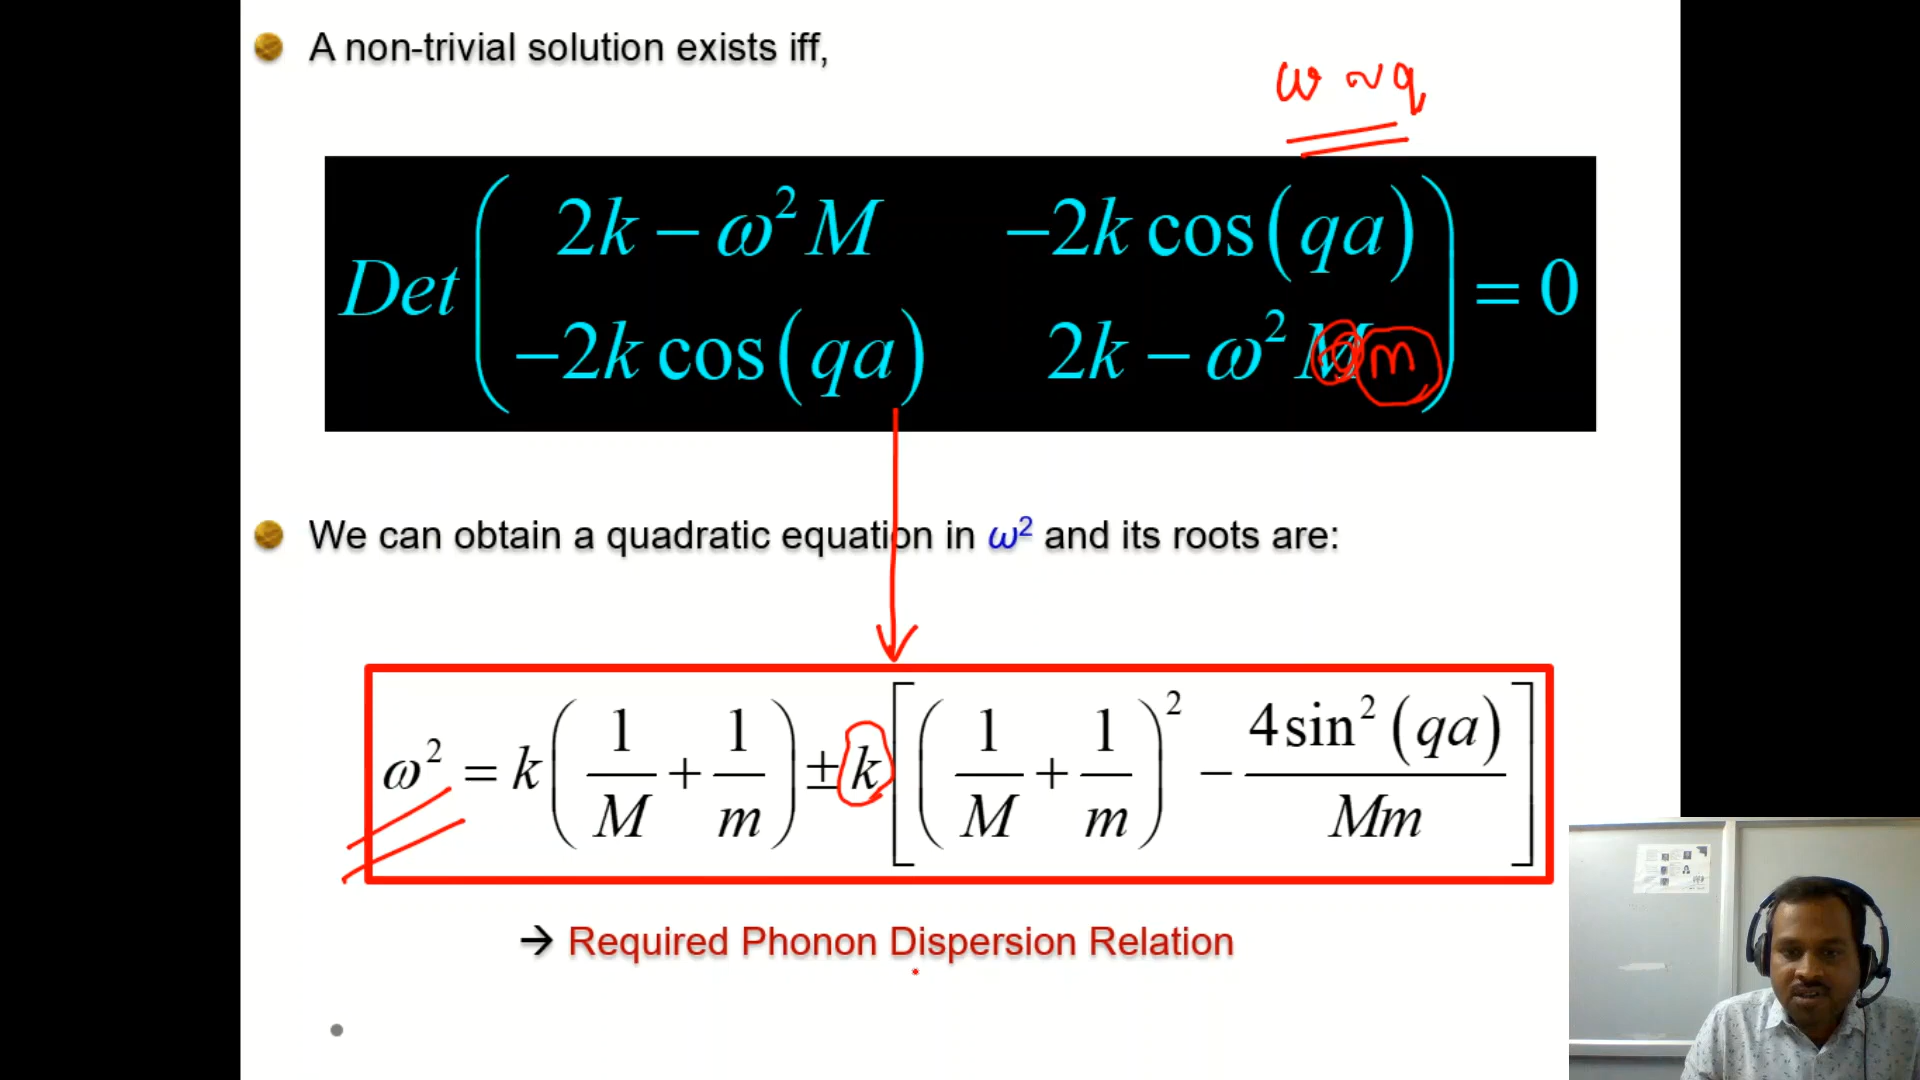 A non-trivial solution exists iff,
ω ~ q
Det ( 2k − ω² M   −2k cos(qa)
−2k cos(qa)   2k − ω² M m ) = 0
We can obtain a quadratic equation in ω² and its roots are:
ω² = k(1/M + 1/m) ± k[(1/M + 1/m)² − 4sin²(qa)/Mm]
→ Required Phonon Dispersion Relation